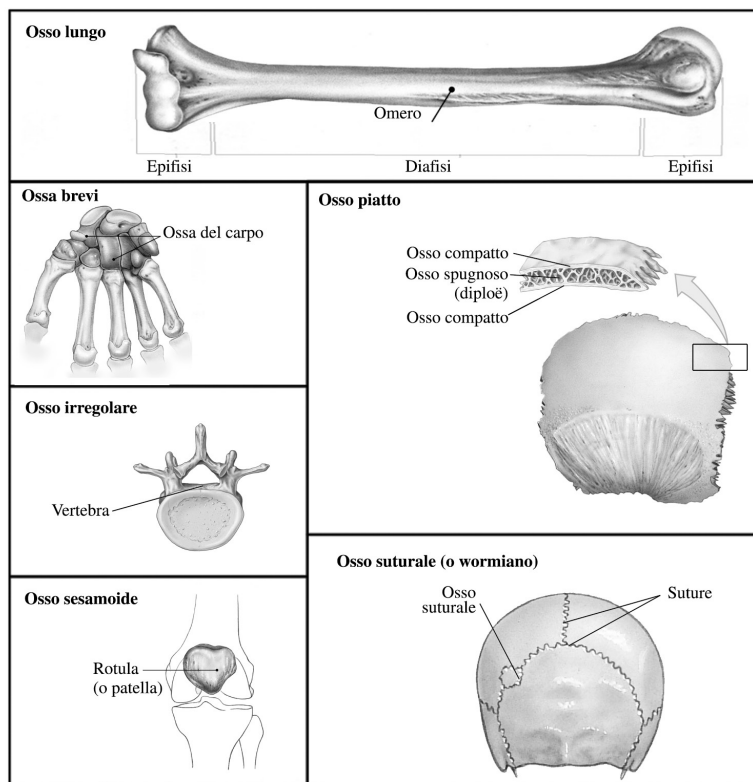 Osso lungo
Omero
Epifisi
Diafisi
Epifisi
Ossa brevi
Ossa del carpo
Osso piatto
Osso compatto
Osso spugnoso
(diploë)
Osso compatto
Osso irregolare
Vertebra
Osso sesamoide
Rotula
(o patella)
Osso suturale (o wormiano)
Osso
suturale
Suture